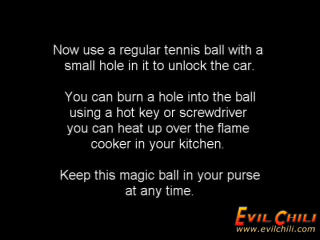 Now use a regular tennis ball with a
small hole in it to unlock the car.
You can burn a hole into the ball
using a hot key or screwdriver
you can heat up over the flame
cooker in your kitchen.
Keep this magic ball in your purse
at any time.
EVIL CHILI
www.evilchili.com